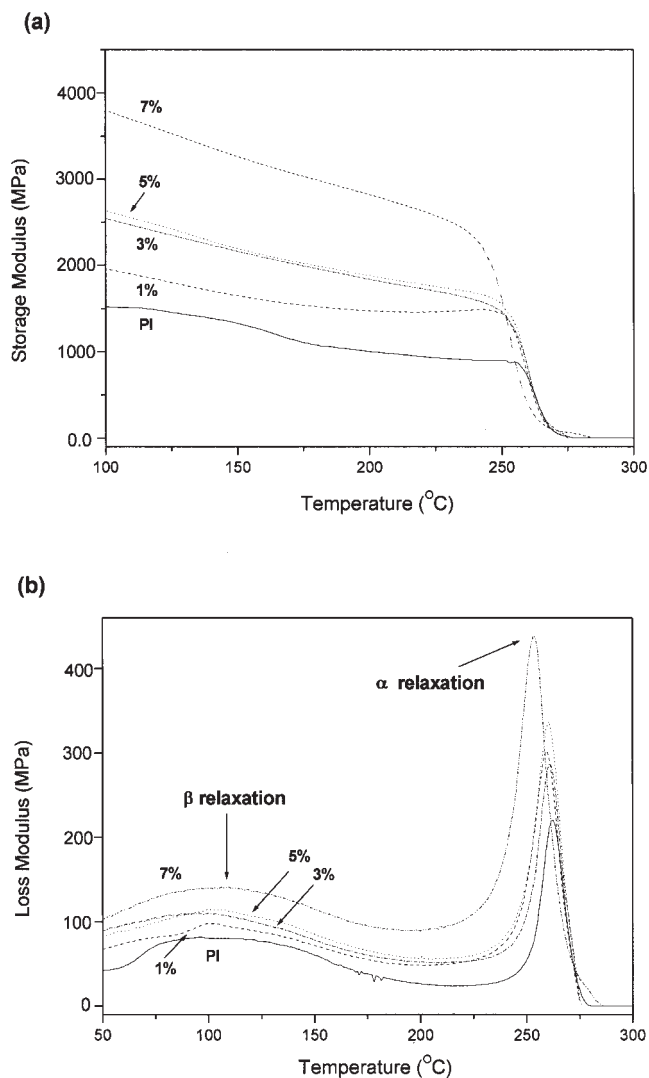 (a)
4000
3000
2000
1000
0.0
Storage Modulus (MPa)
7%
5%
3%
1%
PI
100
150
200
250
300
Temperature (°C)
(b)
400
300
200
100
0
Loss Modulus (MPa)
α relaxation
β relaxation
7%
5%
3%
1%
PI
50
100
150
200
250
300
Temperature (°C)